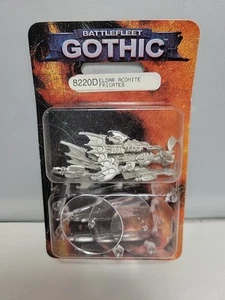 BATTLEFLEET
GOTHIC
8220D ELDAR ACONITE
FRIGATES